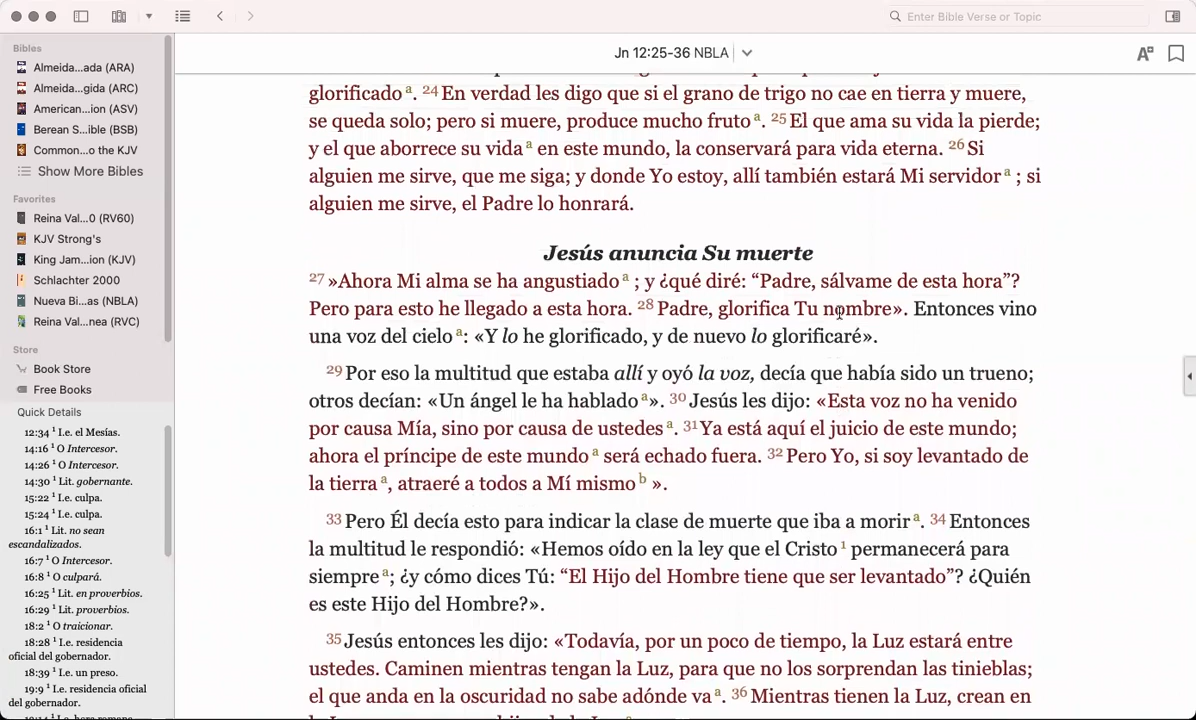 Enter Bible Verse or Topic
Bibles
Almeida...ada (ARA)
Almeida...gida (ARC)
American...ion (ASV)
Berean S...ible (BSB)
Common...o the KJV
Show More Bibles
Favorites
Reina Val...0 (RV60)
KJV Strong's
King Jam...ion (KJV)
Schlachter 2000
Nueva Bi...as (NBLA)
Reina Val...nea (RVC)
Store
Book Store
Free Books
Quick Details
12:34 ¹ I.e. el Mesías.
14:16 ¹ O Intercesor.
14:26 ¹ O Intercesor.
14:30 ¹ Lit. gobernante.
15:22 ¹ I.e. culpa.
15:24 ¹ I.e. culpa.
16:1 ¹ Lit. no sean
escandalizados.
16:7 ¹ O Intercesor.
16:8 ¹ O culpará.
16:25 ¹ Lit. en proverbios.
16:29 ¹ Lit. proverbios.
18:2 ¹ O traicionar.
18:28 ¹ I.e. residencia
oficial del gobernador.
18:39 ¹ I.e. un preso.
19:9 ¹ I.e. residencia oficial
del gobernador.
Jn 12:25-36 NBLA
glorificado ª. 24 En verdad les digo que si el grano de trigo no cae en tierra y muere,
se queda solo; pero si muere, produce mucho fruto ª. 25 El que ama su vida la pierde;
y el que aborrece su vida ª en este mundo, la conservará para vida eterna. 26 Si
alguien me sirve, que me siga; y donde Yo estoy, allí también estará Mi servidor ª ; si
alguien me sirve, el Padre lo honrará.
Jesús anuncia Su muerte
27 »Ahora Mi alma se ha angustiado ª ; y ¿qué diré: “Padre, sálvame de esta hora”?
Pero para esto he llegado a esta hora. 28 Padre, glorifica Tu nombre». Entonces vino
una voz del cielo ª: «Y lo he glorificado, y de nuevo lo glorificaré».
29 Por eso la multitud que estaba allí y oyó la voz, decía que había sido un trueno;
otros decían: «Un ángel le ha hablado ª». 30 Jesús les dijo: «Esta voz no ha venido
por causa Mía, sino por causa de ustedes ª. 31 Ya está aquí el juicio de este mundo;
ahora el príncipe de este mundo ª será echado fuera. 32 Pero Yo, si soy levantado de
la tierra ª, atraeré a todos a Mí mismo b ».
33 Pero Él decía esto para indicar la clase de muerte que iba a morir ª. 34 Entonces
la multitud le respondió: «Hemos oído en la ley que el Cristo ¹ permanecerá para
siempre ª; ¿y cómo dices Tú: “El Hijo del Hombre tiene que ser levantado”? ¿Quién
es este Hijo del Hombre?».
35 Jesús entonces les dijo: «Todavía, por un poco de tiempo, la Luz estará entre
ustedes. Caminen mientras tengan la Luz, para que no los sorprendan las tinieblas;
el que anda en la oscuridad no sabe adónde va ª. 36 Mientras tienen la Luz, crean en